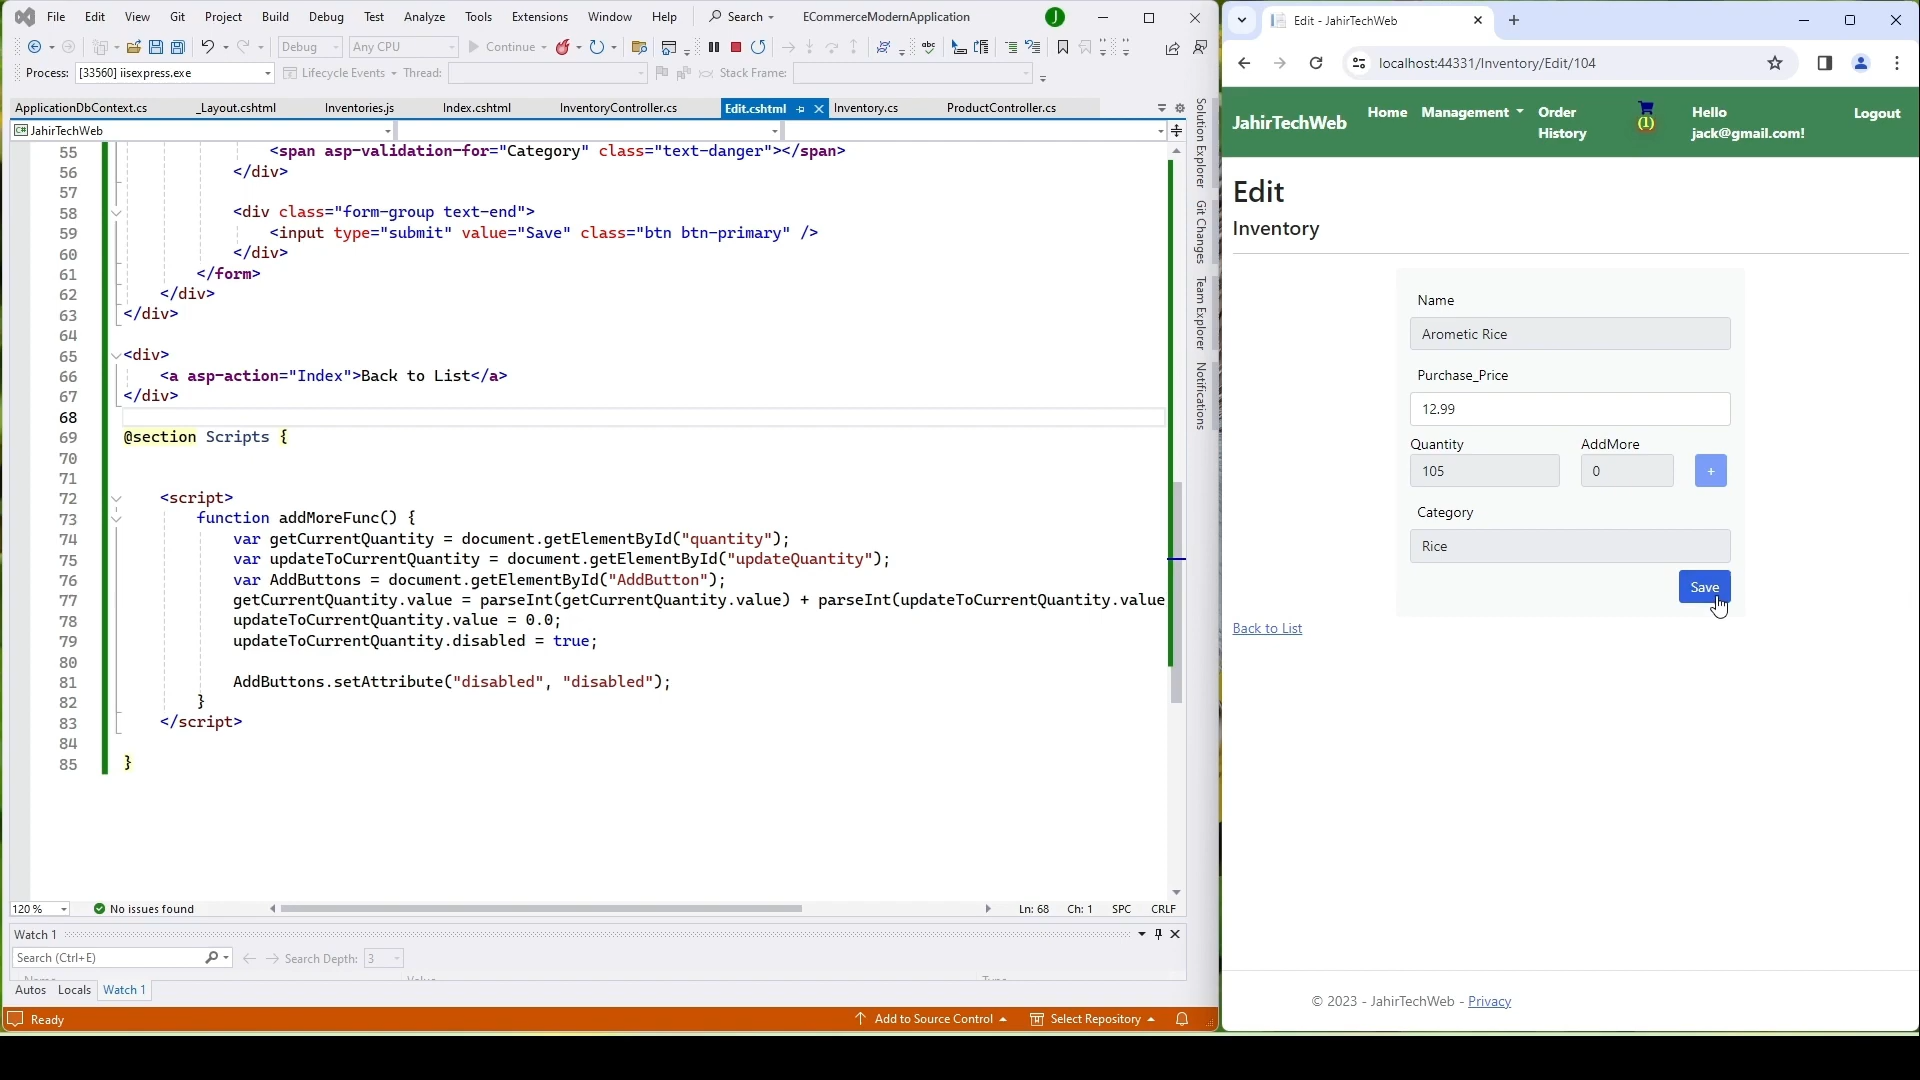 File Edit View Git Project Build Debug Test Analyze Tools Extensions Window Help Search ECommerceModernApplication J
Debug Any CPU Continue
Process: [33560] iisexpress.exe Lifecycle Events Thread: Stack Frame:
ApplicationDbContext.cs _Layout.cshtml Inventories.js Index.cshtml InventoryController.cs Edit.cshtml Inventory.cs ProductController.cs
JahirTechWeb
55 <span asp-validation-for="Category" class="text-danger"></span>
56 </div>
57
58 <div class="form-group text-end">
59 <input type="submit" value="Save" class="btn btn-primary" />
60 </div>
61 </form>
62 </div>
63 </div>
64
65 <div>
66 <a asp-action="Index">Back to List</a>
67 </div>
68
69 @section Scripts {
70
71
72 <script>
73 function addMoreFunc() {
74 var getCurrentQuantity = document.getElementById("quantity");
75 var updateToCurrentQuantity = document.getElementById("updateQuantity");
76 var AddButtons = document.getElementById("AddButton");
77 getCurrentQuantity.value = parseInt(getCurrentQuantity.value) + parseInt(updateToCurrentQuantity.value
78 updateToCurrentQuantity.value = 0.0;
79 updateToCurrentQuantity.disabled = true;
80
81 AddButtons.setAttribute("disabled", "disabled");
82 }
83 </script>
84
85 }
120 % No issues found Ln: 68 Ch: 1 SPC CRLF
Watch 1
Search (Ctrl+E) Search Depth: 3
Name Value Type
Autos Locals Watch 1
Ready Add to Source Control Select Repository
Solution Explorer
Git Changes
Team Explorer
Notifications
Edit - JahirTechWeb
localhost:44331/Inventory/Edit/104
JahirTechWeb Home Management Order History (1) Hello jack@gmail.com! Logout
Edit
Inventory
Name
Arometic Rice
Purchase_Price
12.99
Quantity AddMore
105 0 +
Category
Rice
Save
Back to List
© 2023 - JahirTechWeb - Privacy